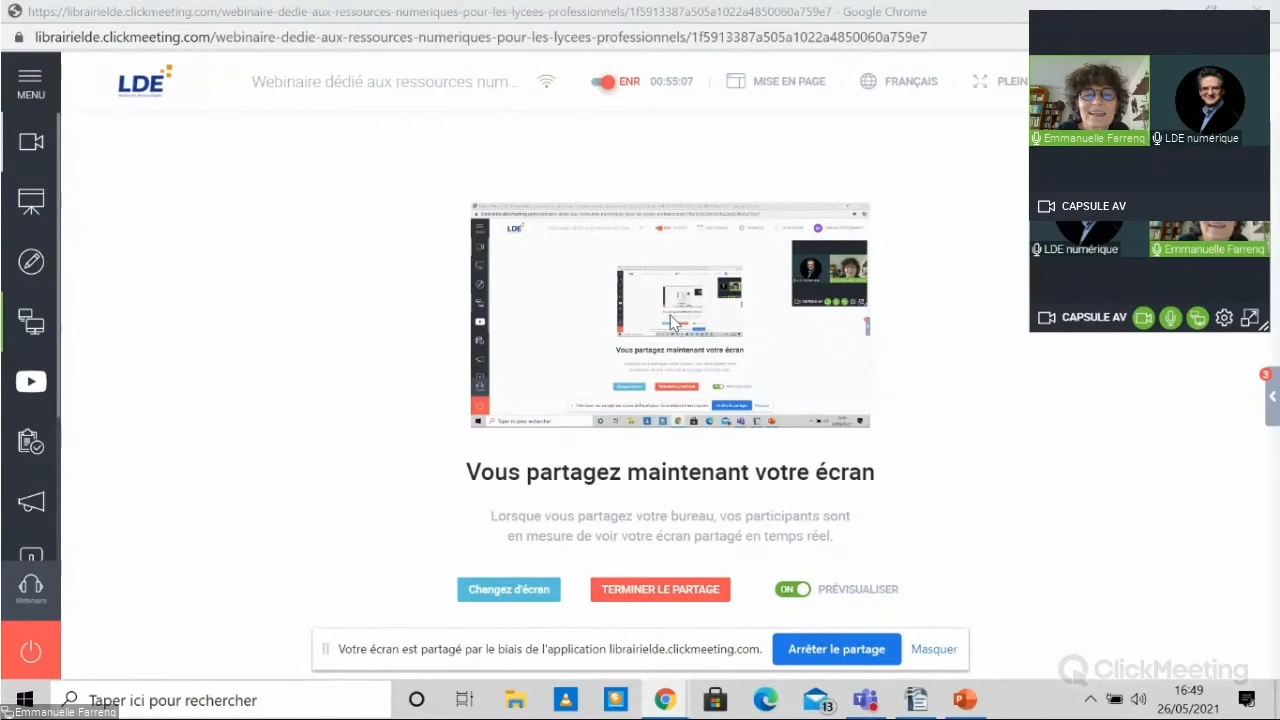 https://librairielde.clickmeeting.com/webinaire-dedie-aux-ressources-numeriques-pour-les-lycees-professionnels/1f5913387a505a1022a4850060a759e7 - Google Chrome
librairielde.clickmeeting.com/webinaire-dedie-aux-ressources-numeriques-pour-les-lycees-professionnels/1f5913387a505a1022a4850060a759e7
MENU
LDE
Webinaire dédié aux ressources num...
ENR 00:55:07
MISE EN PAGE
FRANÇAIS
PLEIN
Emmanuelle Farrenq
LDE numérique
CAPSULE AV
LDE numérique
Emmanuelle Farrenq
CAPSULE AV
3
LDE
Vous partagez maintenant votre écran
Taper ici pour rechercher
Vous partagez maintenant votre écran
Lorsque vous partagez votre bureau, vos participants sont
en mesure de voir votre écran partagé en temps réel.
Changez d'écran
TERMINER LE PARTAGE
ON PRÉVISUALISER
Webinaire
Votre écran est partagé par le biais de l'application librairielde.clickmeeting.com.
Arrêter le partage
Masquer
ClickMeeting
Taper ici pour rechercher
13
16:49
26/05/2021
Emmanuelle Farrenq